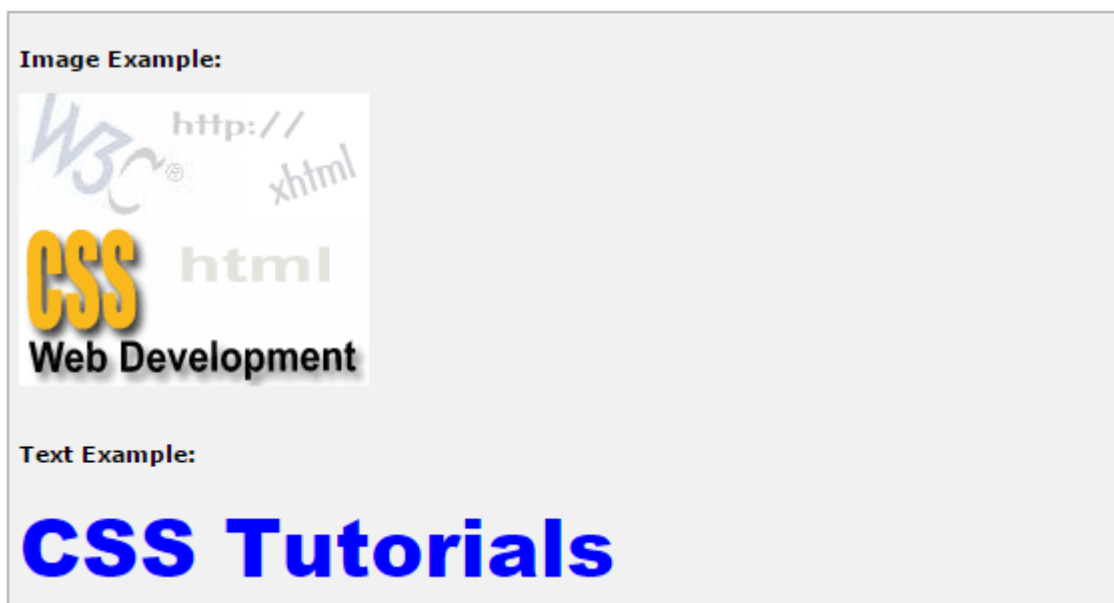 Image Example:
W3C®
http://
xhtml
CSS
html
Web Development
Text Example:
CSS Tutorials